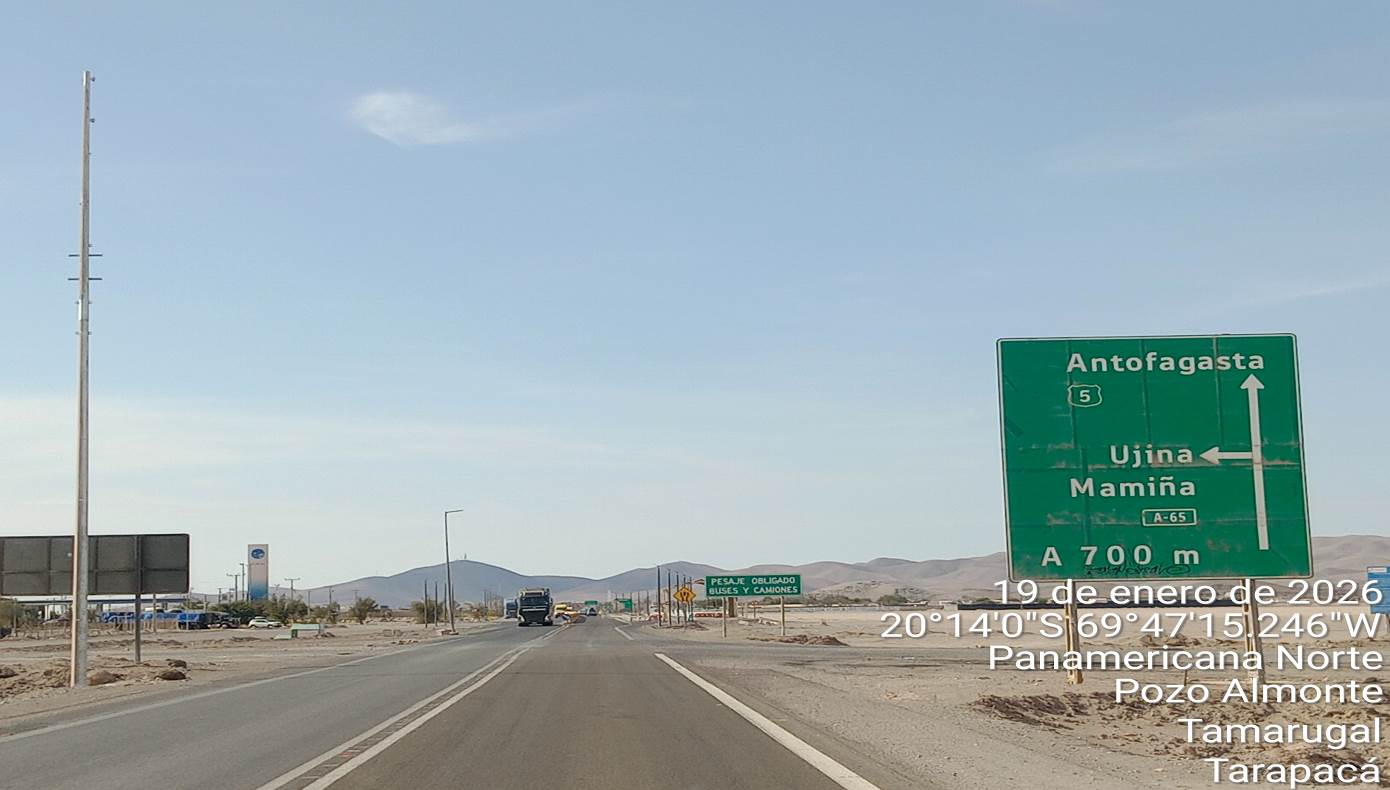 Antofagasta
5
Ujina
Mamiña
A-65
A 700 m
PESAJE OBLIGADO
BUSES Y CAMIONES
19 de enero de 2026
20°14'0"S 69°47'15.246"W
Panamericana Norte
Pozo Almonte
Tamarugal
Tarapacá